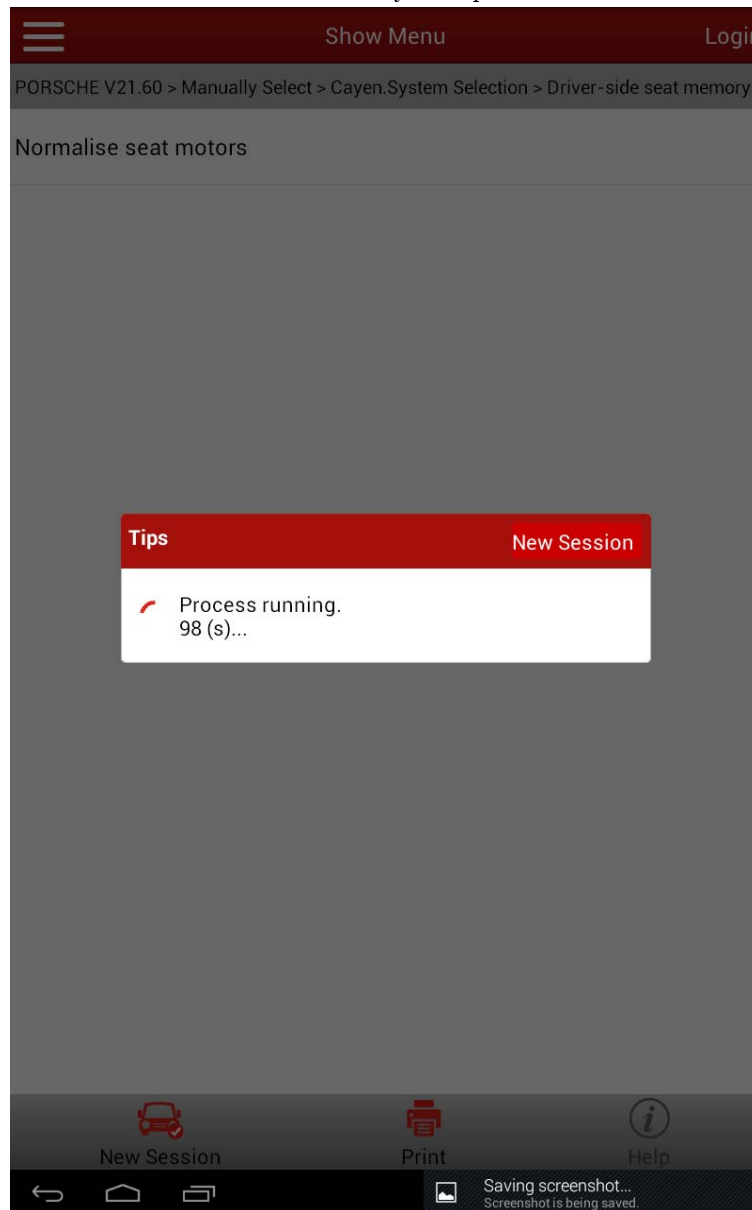 Show Menu
Login
PORSCHE V21.60 > Manually Select > Cayen.System Selection > Driver-side seat memory
Normalise seat motors
Tips
New Session
Process running.
98 (s)...
New Session
Print
Help
Saving screenshot...
Screenshot is being saved.